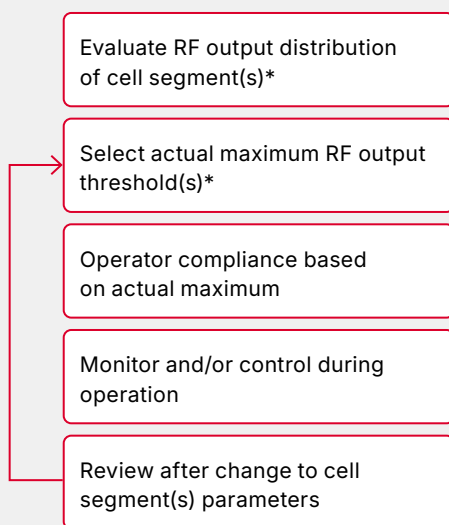 Evaluate RF output distribution
of cell segment(s)*
Select actual maximum RF output
threshold(s)*
Operator compliance based
on actual maximum
Monitor and/or control during
operation
Review after change to cell
segment(s) parameters